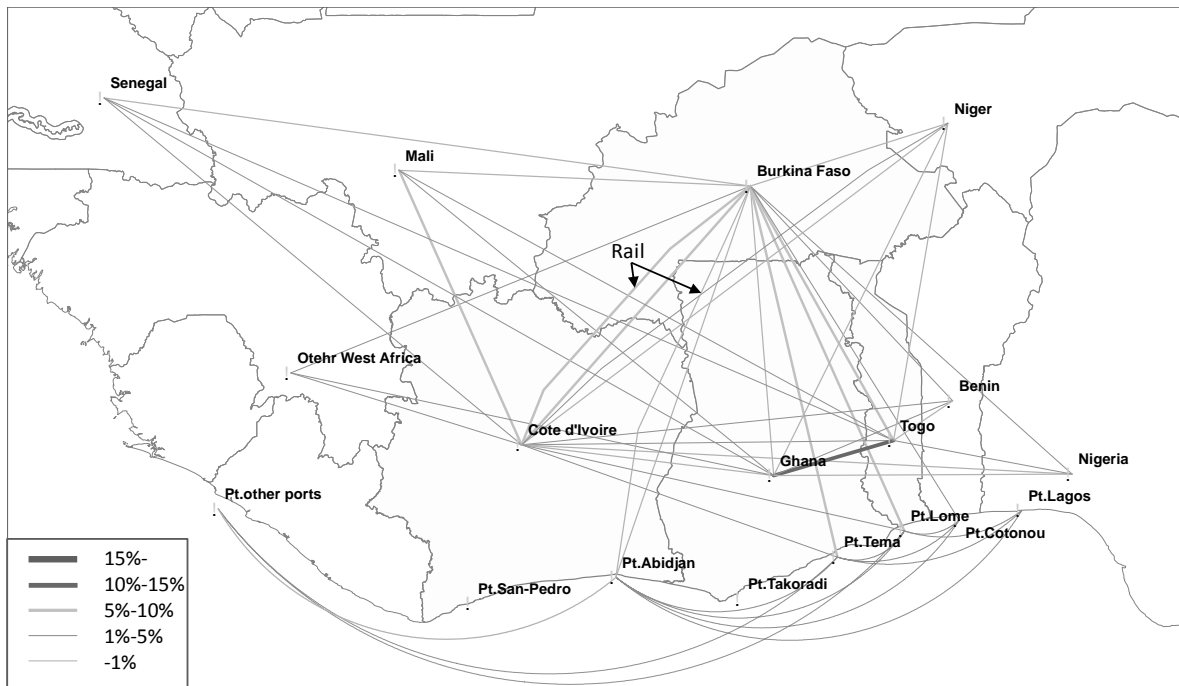 Senegal
Niger
Mali
Burkina Faso
Rail
Otehr West Africa
Benin
Cote d'Ivoire
Togo
Ghana
Nigeria
Pt.other ports
Pt.Lagos
Pt.Lome
Pt.Cotonou
Pt.Tema
Pt.Abidjan
Pt.Takoradi
Pt.San-Pedro
15%-
10%-15%
5%-10%
1%-5%
-1%